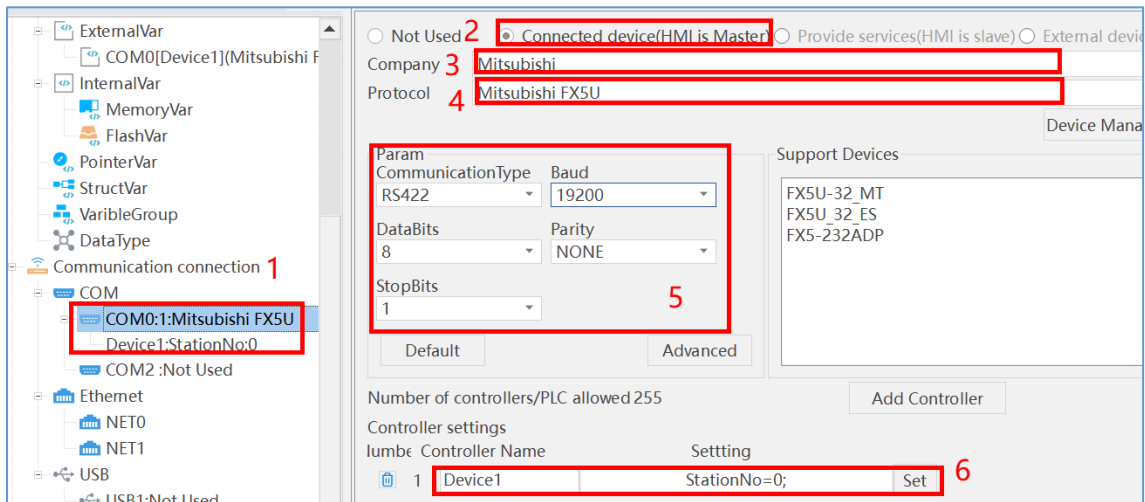 ExternalVar
COM0[Device1](Mitsubishi F
InternalVar
MemoryVar
FlashVar
PointerVar
StructVar
VaribleGroup
DataType
Communication connection 1
COM
COM0:1:Mitsubishi FX5U
Device1:StationNo:0
COM2 :Not Used
Ethernet
NET0
NET1
USB
USB1:Not Used
Not Used 2 Connected device(HMI is Master) Provide services(HMI is slave) External devic
Company 3 Mitsubishi
Protocol 4 Mitsubishi FX5U
Device Mana
Param
CommunicationType Baud
RS422 19200
DataBits Parity
8 NONE
StopBits
1 5
Default Advanced
Support Devices
FX5U-32_MT
FX5U_32_ES
FX5-232ADP
Number of controllers/PLC allowed 255 Add Controller
Controller settings
lumbe Controller Name Settting
1 Device1 StationNo=0; Set 6